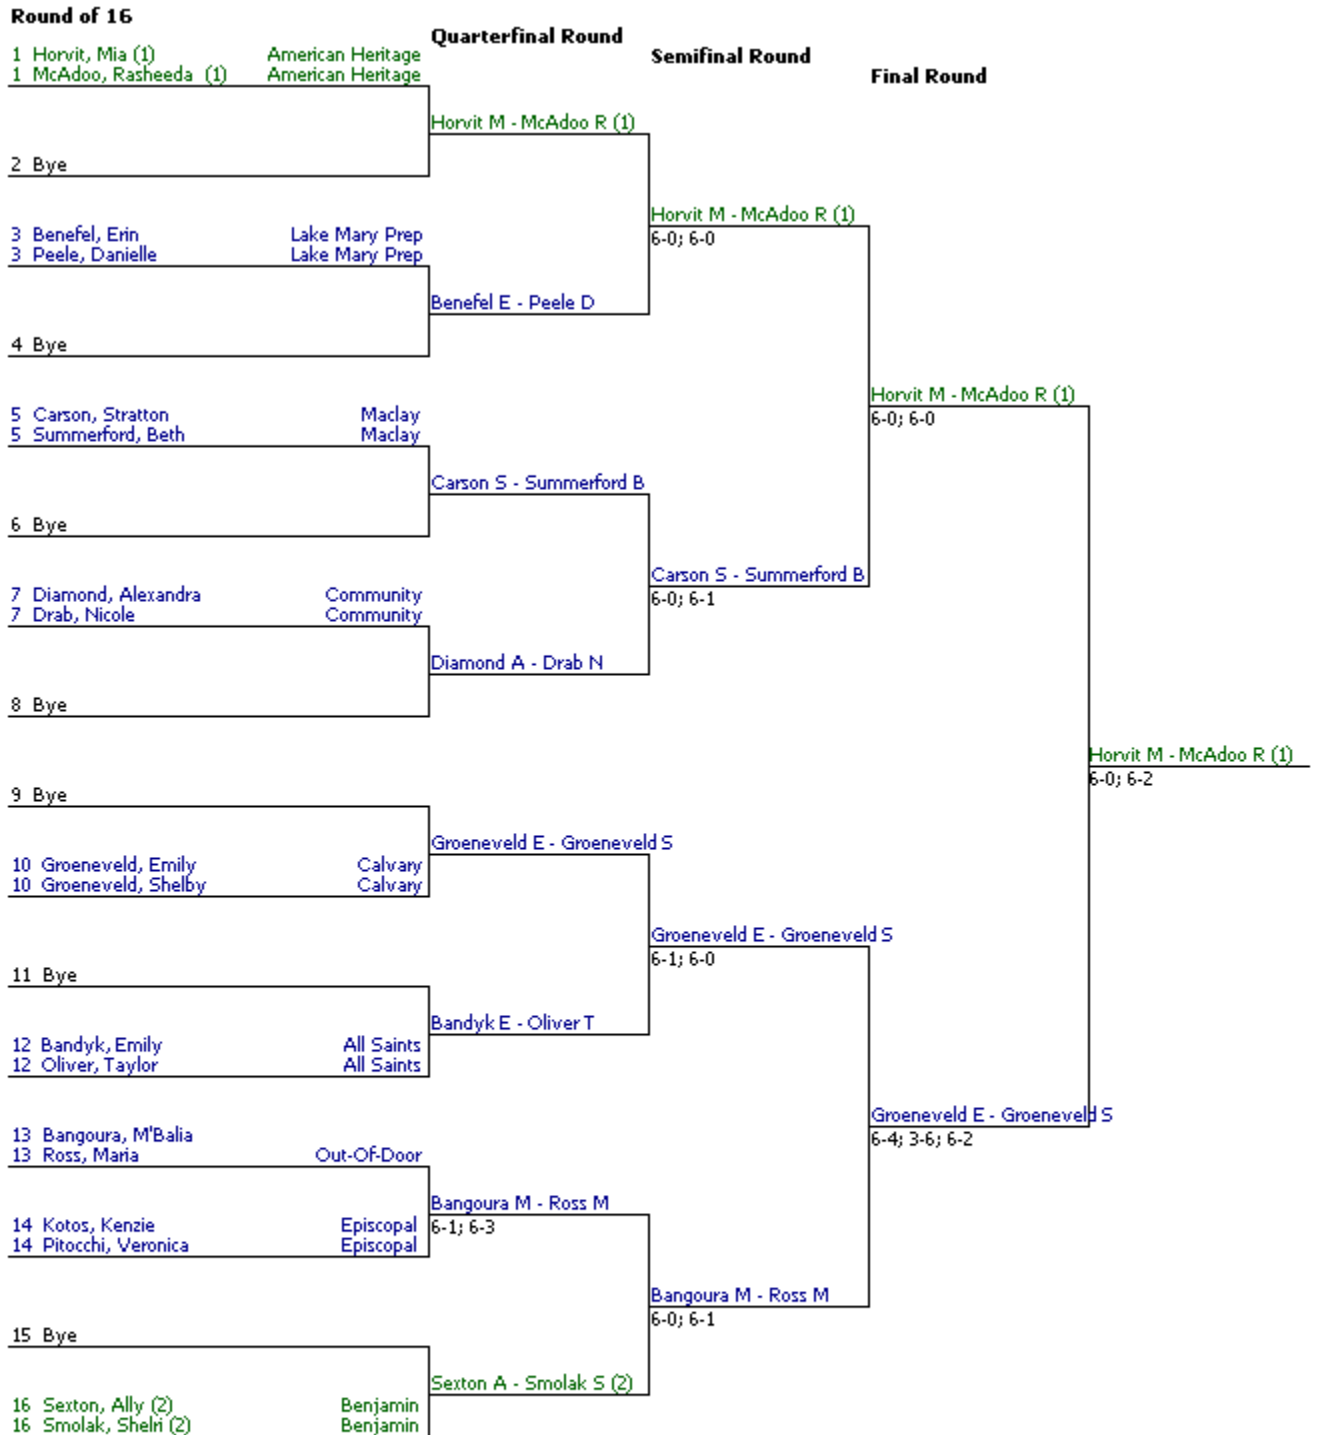 Round of 16
Quarterfinal Round
Semifinal Round
Final Round
1 Horvit, Mia (1) American Heritage
1 McAdoo, Rasheeda (1) American Heritage
Horvit M - McAdoo R (1)
2 Bye
Horvit M - McAdoo R (1)
6-0; 6-0
3 Benefel, Erin Lake Mary Prep
3 Peele, Danielle Lake Mary Prep
Benefel E - Peele D
4 Bye
Horvit M - McAdoo R (1)
6-0; 6-0
5 Carson, Stratton Maclay
5 Summerford, Beth Maclay
Carson S - Summerford B
6 Bye
Carson S - Summerford B
6-0; 6-1
7 Diamond, Alexandra Community
7 Drab, Nicole Community
Diamond A - Drab N
8 Bye
Horvit M - McAdoo R (1)
6-0; 6-2
9 Bye
Groeneveld E - Groeneveld S
10 Groeneveld, Emily Calvary
10 Groeneveld, Shelby Calvary
Groeneveld E - Groeneveld S
6-1; 6-0
11 Bye
Bandyk E - Oliver T
12 Bandyk, Emily All Saints
12 Oliver, Taylor All Saints
Groeneveld E - Groeneveld S
6-4; 3-6; 6-2
13 Bangoura, M'Balia
13 Ross, Maria Out-Of-Door
Bangoura M - Ross M
6-1; 6-3
14 Kotos, Kenzie Episcopal
14 Pitocchi, Veronica Episcopal
Bangoura M - Ross M
6-0; 6-1
15 Bye
Sexton A - Smolak S (2)
16 Sexton, Ally (2) Benjamin
16 Smolak, Shelri (2) Benjamin